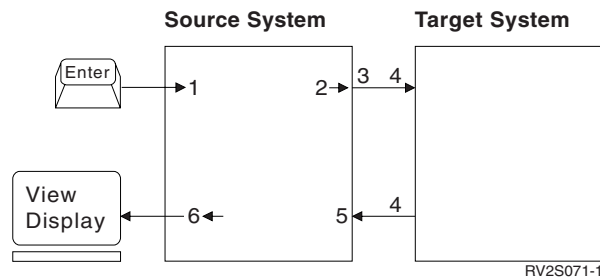 Source System
Target System
Enter
1
2
3
4
View
Display
6
5
4
RV2S071-1